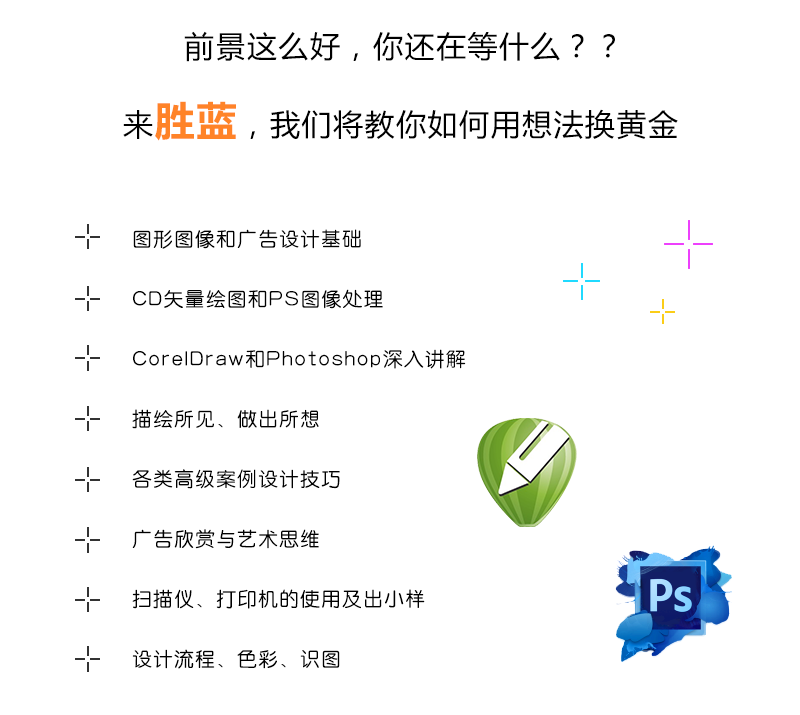 前景这么好，你还在等什么？？
来胜蓝，我们将教你如何用想法换黄金
图形图像和广告设计基础
CD矢量绘图和PS图像处理
CorelDraw和Photoshop深入讲解
描绘所见、做出所想
各类高级案例设计技巧
广告欣赏与艺术思维
扫描仪、打印机的使用及出小样
设计流程、色彩、识图
Ps